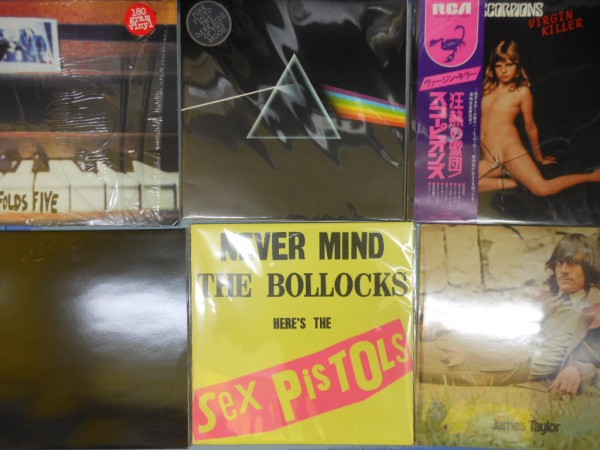 180
gram
vinyl
FOLDS FIVE
RCA
SCORPIONS
VIRGIN
KILLER
ヴァージン・キラー
狂熱の蠍団!
スコーピオンズ
NEVER MIND
THE BOLLOCKS
HERE'S THE
SEX PISTOLS
James Taylor